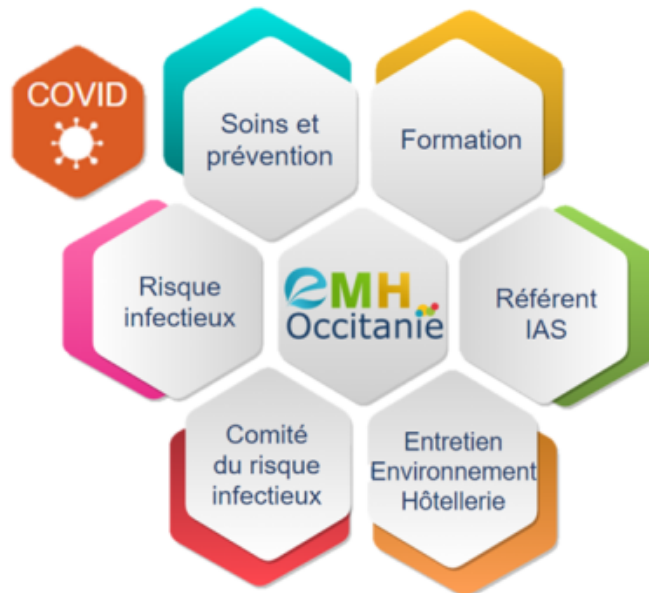 COVID
Soins et
prévention
Formation
Risque
infectieux
eMH
Occitanie
Référent
IAS
Comité
du risque
infectieux
Entretien
Environnement
Hôtellerie